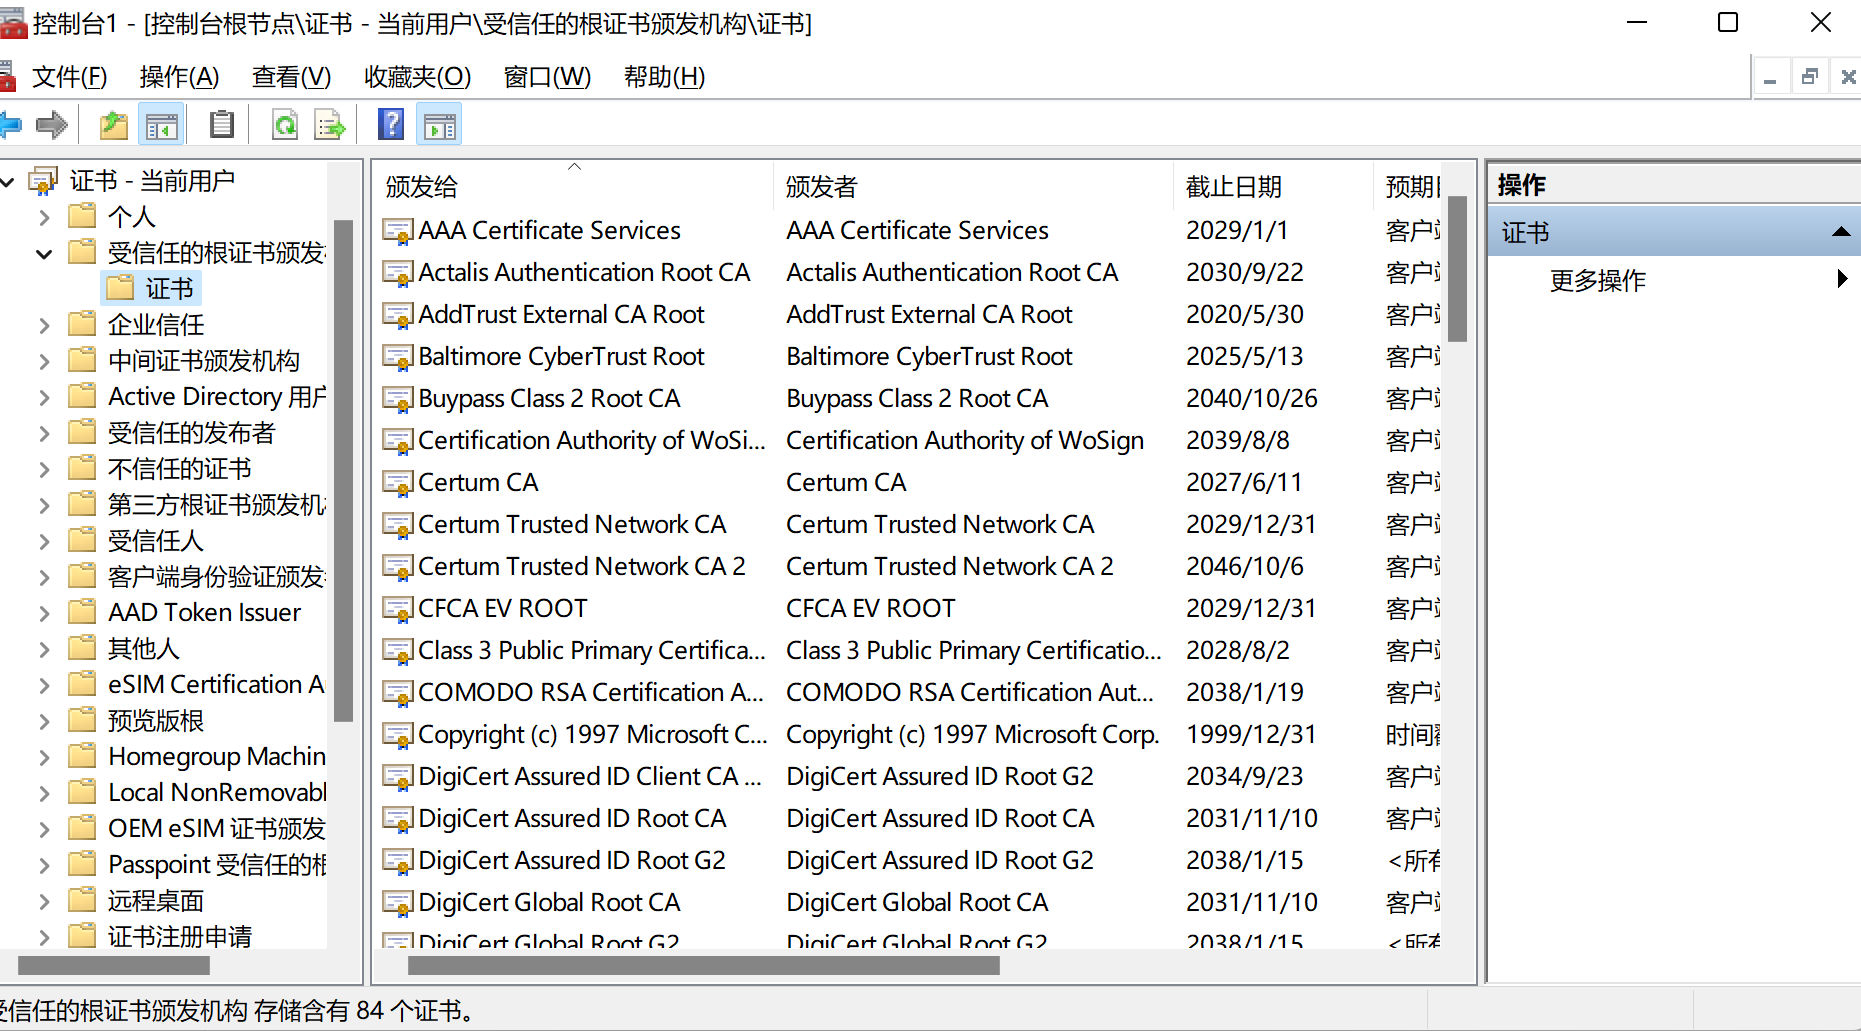 控制台1 - [控制台根节点\证书 - 当前用户\受信任的根证书颁发机构\证书]
文件(F) 操作(A) 查看(V) 收藏夹(O) 窗口(W) 帮助(H)
证书 - 当前用户
个人
受信任的根证书颁发
证书
企业信任
中间证书颁发机构
Active Directory 用户
受信任的发布者
不信任的证书
第三方根证书颁发机
受信任人
客户端身份验证颁发
AAD Token Issuer
其他人
eSIM Certification A
预览版根
Homegroup Machin
Local NonRemovabl
OEM eSIM 证书颁发
Passpoint 受信任的根
远程桌面
证书注册申请
颁发给 颁发者 截止日期 预期
AAA Certificate Services AAA Certificate Services 2029/1/1 客户端
Actalis Authentication Root CA Actalis Authentication Root CA 2030/9/22 客户端
AddTrust External CA Root AddTrust External CA Root 2020/5/30 客户端
Baltimore CyberTrust Root Baltimore CyberTrust Root 2025/5/13 客户端
Buypass Class 2 Root CA Buypass Class 2 Root CA 2040/10/26 客户端
Certification Authority of WoSi... Certification Authority of WoSign 2039/8/8 客户端
Certum CA Certum CA 2027/6/11 客户端
Certum Trusted Network CA Certum Trusted Network CA 2029/12/31 客户端
Certum Trusted Network CA 2 Certum Trusted Network CA 2 2046/10/6 客户端
CFCA EV ROOT CFCA EV ROOT 2029/12/31 客户端
Class 3 Public Primary Certifica... Class 3 Public Primary Certificatio... 2028/8/2 客户端
COMODO RSA Certification A... COMODO RSA Certification Aut... 2038/1/19 客户端
Copyright (c) 1997 Microsoft C... Copyright (c) 1997 Microsoft Corp. 1999/12/31 时间戳
DigiCert Assured ID Client CA ... DigiCert Assured ID Root G2 2034/9/23 客户端
DigiCert Assured ID Root CA DigiCert Assured ID Root CA 2031/11/10 客户端
DigiCert Assured ID Root G2 DigiCert Assured ID Root G2 2038/1/15 <所有
DigiCert Global Root CA DigiCert Global Root CA 2031/11/10 客户端
DigiCert Global Root G2 DigiCert Global Root G2 2038/1/15 <所有
操作
证书
更多操作
受信任的根证书颁发机构 存储含有 84 个证书。